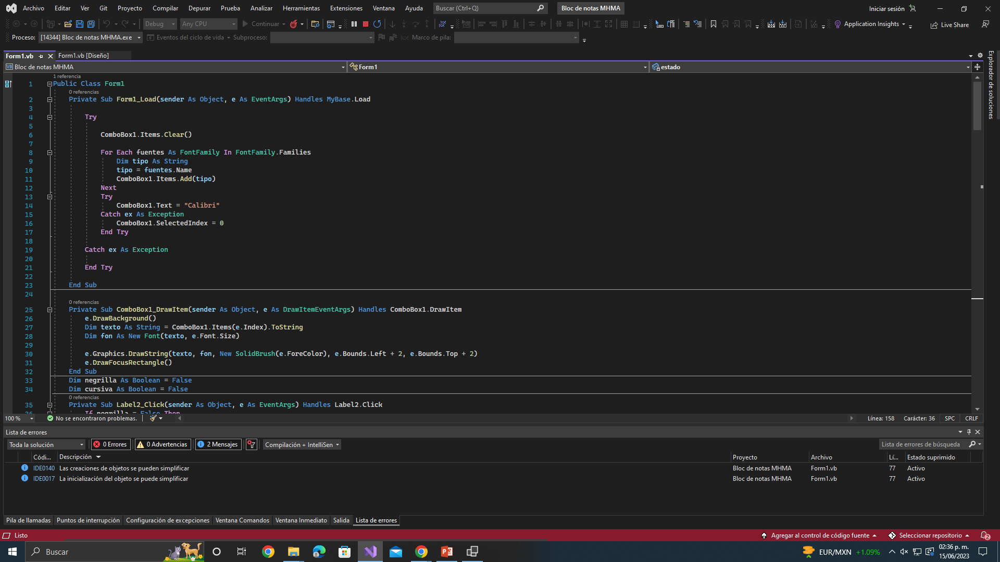 Archivo Editar Ver Git Proyecto Compilar Depurar Prueba Analizar Herramientas Extensiones Ventana Ayuda Buscar (Ctrl+Q) Bloc de notas MHMA Iniciar sesión
Debug Any CPU Continuar Application Insights Live Share
Proceso: [14344] Bloc de notas MHMA.exe Eventos del ciclo de vida Subproceso: Marco de pila:
Form1.vb Form1.vb [Diseño]
VB Bloc de notas MHMA Form1 estado
Explorador de soluciones
1 referencia
1 Public Class Form1
0 referencias
2 Private Sub Form1_Load(sender As Object, e As EventArgs) Handles MyBase.Load
3
4 Try
5
6 ComboBox1.Items.Clear()
7
8 For Each fuentes As FontFamily In FontFamily.Families
9 Dim tipo As String
10 tipo = fuentes.Name
11 ComboBox1.Items.Add(tipo)
12 Next
13 Try
14 ComboBox1.Text = "Calibri"
15 Catch ex As Exception
16 ComboBox1.SelectedIndex = 0
17 End Try
18
19 Catch ex As Exception
20
21 End Try
22
23 End Sub
24
0 referencias
25 Private Sub ComboBox1_DrawItem(sender As Object, e As DrawItemEventArgs) Handles ComboBox1.DrawItem
26 e.DrawBackground()
27 Dim texto As String = ComboBox1.Items(e.Index).ToString
28 Dim fon As New Font(texto, e.Font.Size)
29
30 e.Graphics.DrawString(texto, fon, New SolidBrush(e.ForeColor), e.Bounds.Left + 2, e.Bounds.Top + 2)
31 e.DrawFocusRectangle()
32 End Sub
33 Dim negrilla As Boolean = False
34 Dim cursiva As Boolean = False
0 referencias
35 Private Sub Label2_Click(sender As Object, e As EventArgs) Handles Label2.Click
36 If negrilla = False Then
100 % No se encontraron problemas. Línea: 158 Carácter: 36 SPC CRLF
Lista de errores
Toda la solución 0 Errores 0 Advertencias 2 Mensajes Compilación + IntelliSen Lista de errores de búsqueda
Códi... Descripción Proyecto Archivo Lí... Estado suprimido
IDE0140 Las creaciones de objetos se pueden simplificar Bloc de notas MHMA Form1.vb 77 Activo
IDE0017 La inicialización del objeto se puede simplificar Bloc de notas MHMA Form1.vb 77 Activo
Pila de llamadas Puntos de interrupción Configuración de excepciones Ventana Comandos Ventana Inmediato Salida Lista de errores
Listo Agregar al control de código fuente Seleccionar repositorio 2
Buscar EUR/MXN +1.09% 02:36 p. m.
15/06/2023